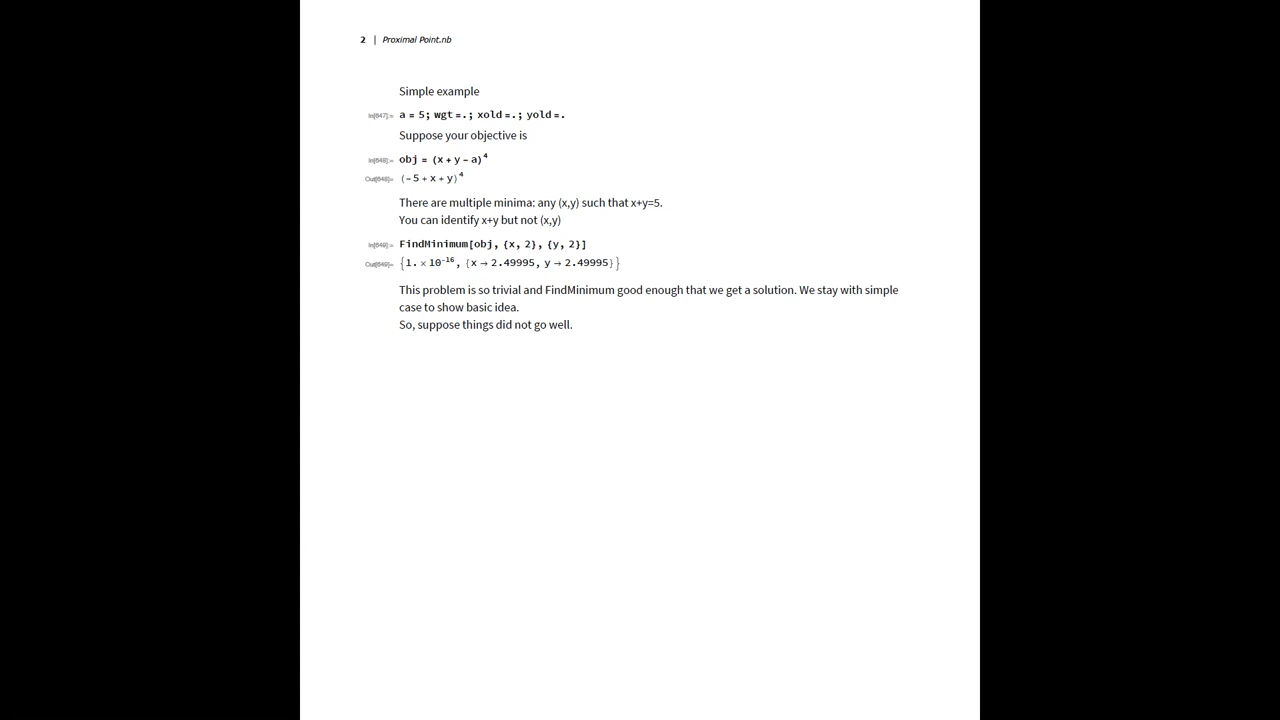 2 | Proximal Point.nb
Simple example
In[647]:= a = 5; wgt =.; xold =.; yold =.
Suppose your objective is
In[648]:= obj = (x + y - a)^4
Out[648]= (-5 + x + y)^4
There are multiple minima: any (x,y) such that x+y=5.
You can identify x+y but not (x,y)
In[649]:= FindMinimum[obj, {x, 2}, {y, 2}]
Out[649]= {1. × 10^-16, {x → 2.49995, y → 2.49995}}
This problem is so trivial and FindMinimum good enough that we get a solution. We stay with simple
case to show basic idea.
So, suppose things did not go well.